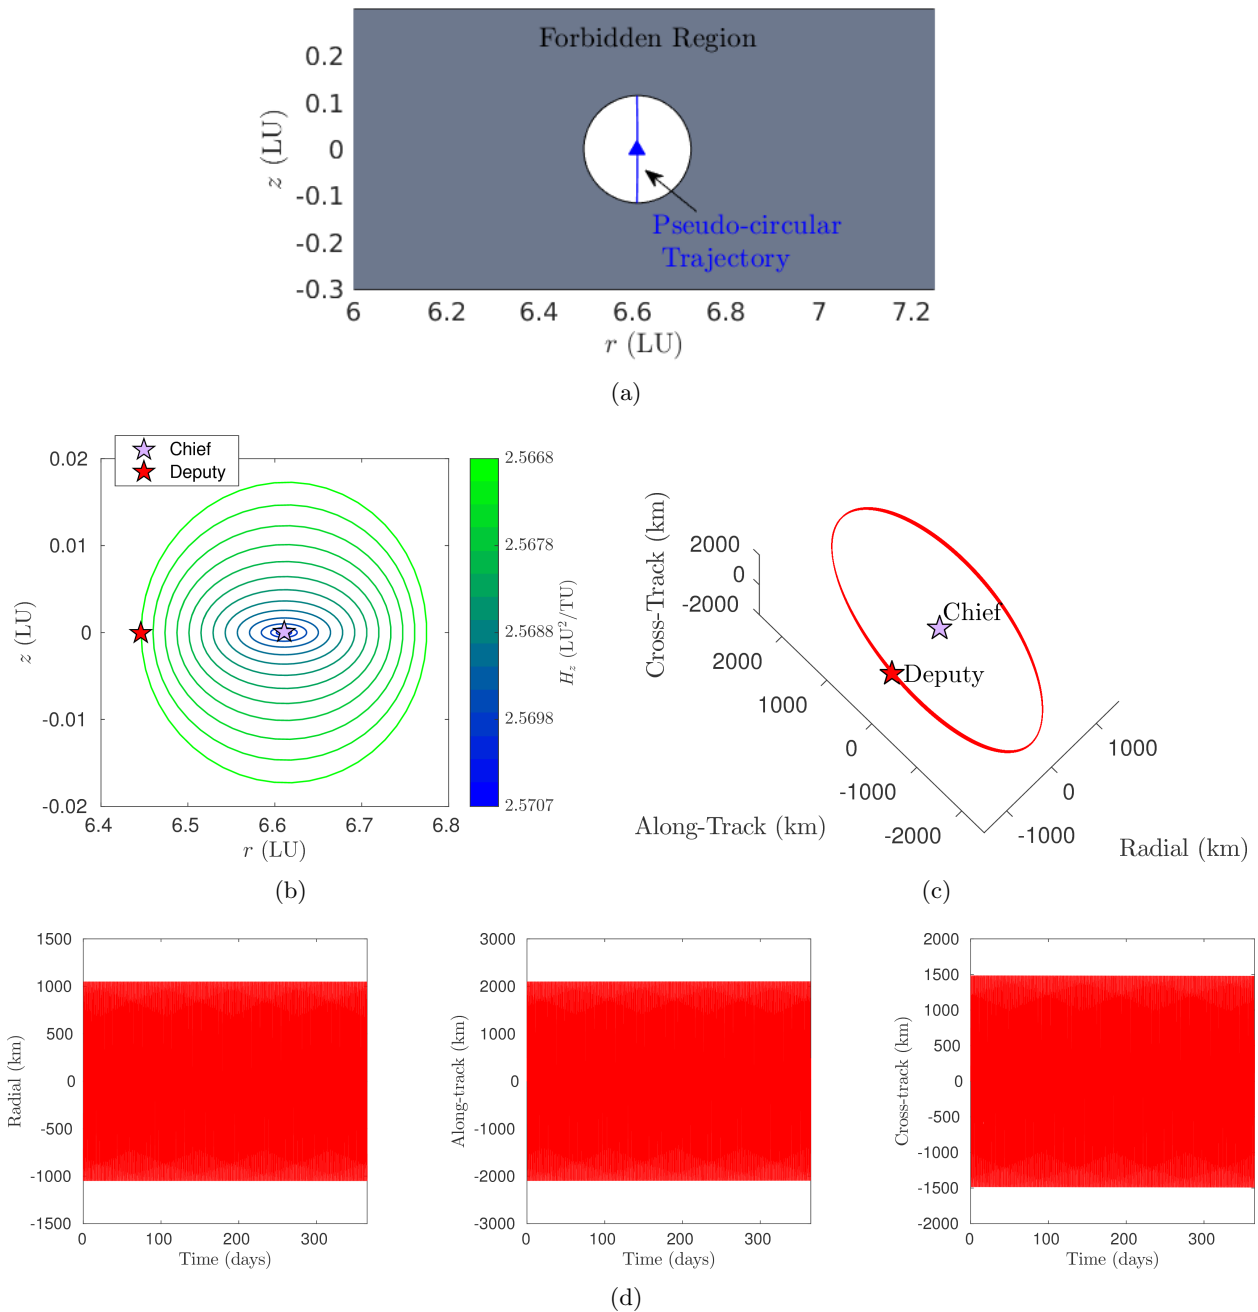 Forbidden Region
0.2
0.1
0
-0.1
-0.2
-0.3
z (LU)
Pseudo-circular
Trajectory
6 6.2 6.4 6.6 6.8 7 7.2
r (LU)
(a)
Chief
Deputy
0.02
0.01
0
-0.01
-0.02
z (LU)
6.4 6.5 6.6 6.7 6.8
r (LU)
2.5668
2.5678
2.5688
2.5698
2.5707
H_z (LU²/TU)
(b)
Cross-Track (km)
2000
0
-2000
2000
1000
0
-1000
-2000
Along-Track (km)
Chief
Deputy
1000
0
-1000
Radial (km)
(c)
1500
1000
500
0
-500
-1000
-1500
Radial (km)
0 100 200 300
Time (days)
3000
2000
1000
0
-1000
-2000
-3000
Along-track (km)
0 100 200 300
Time (days)
2000
1500
1000
500
0
-500
-1000
-1500
-2000
Cross-track (km)
0 100 200 300
Time (days)
(d)